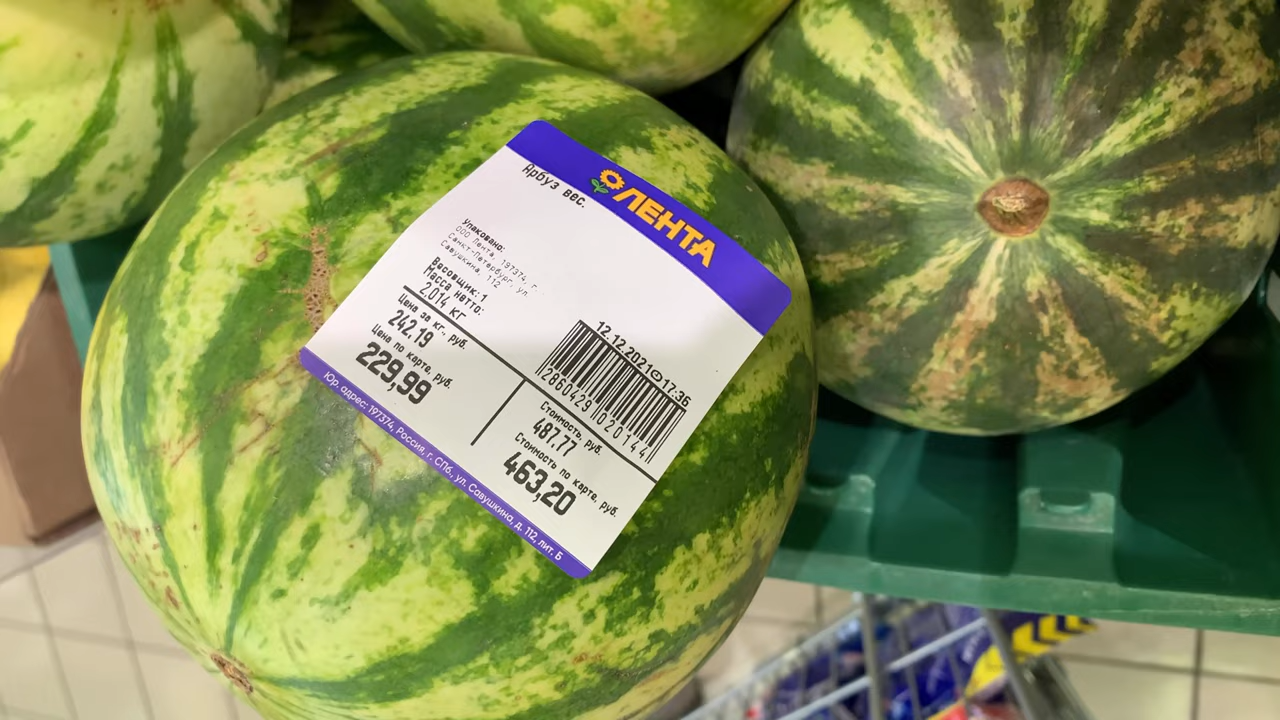 ЛЕНТА
Арбуз вес.
Упаковано:
ООО Лента, 197374, г.
Санкт-Петербург, ул.
Савушкина, 112
Весовщик: 1
Масса нетто:
2.014 кг
Цена за кг, руб.
242.19
Цена по карте, руб.
229,99
12.12.2021 17:36
2860429 020144
Стоимость, руб.
487.77
Стоимость по карте, руб.
463,20
Юр. адрес: 197374, Россия, г. СПб, ул. Савушкина, д. 112, лит. Б